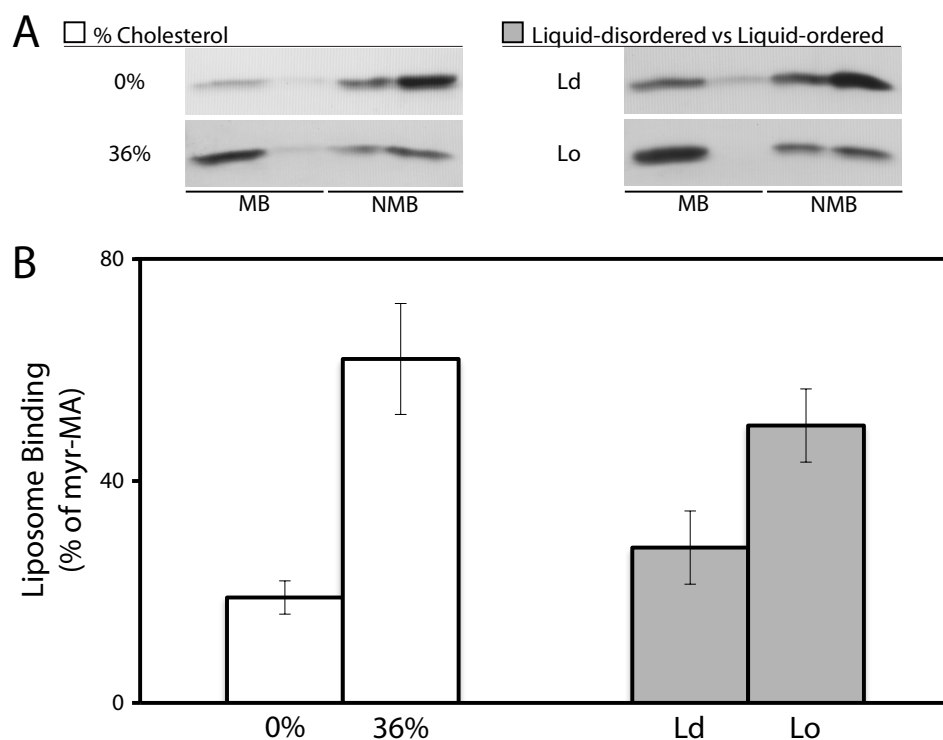 A
% Cholesterol
Liquid-disordered vs Liquid-ordered
0%
Ld
36%
Lo
MB NMB
MB NMB
B
80
40
0
Liposome Binding
(% of myr-MA)
0% 36% Ld Lo